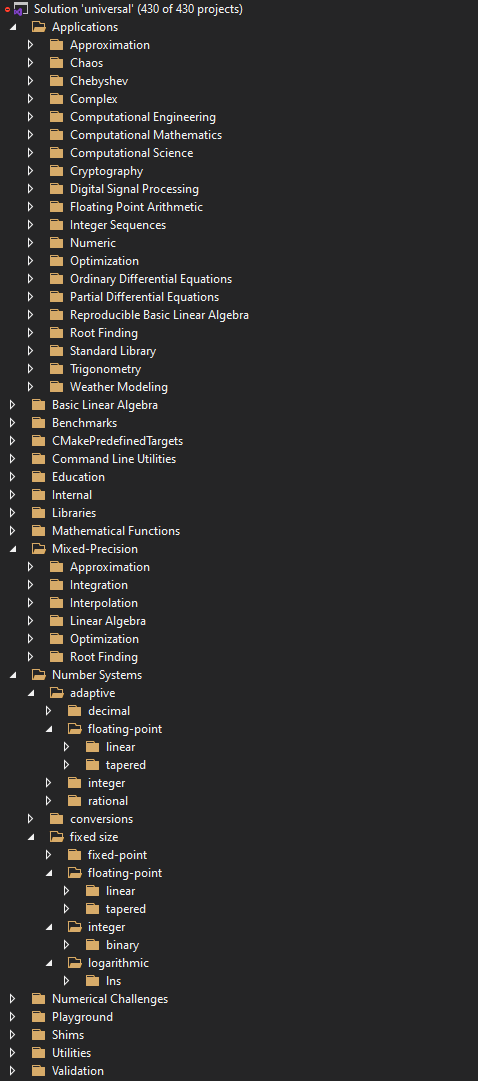 Solution 'universal' (430 of 430 projects)
Applications
Approximation
Chaos
Chebyshev
Complex
Computational Engineering
Computational Mathematics
Computational Science
Cryptography
Digital Signal Processing
Floating Point Arithmetic
Integer Sequences
Numeric
Optimization
Ordinary Differential Equations
Partial Differential Equations
Reproducible Basic Linear Algebra
Root Finding
Standard Library
Trigonometry
Weather Modeling
Basic Linear Algebra
Benchmarks
CMakePredefinedTargets
Command Line Utilities
Education
Internal
Libraries
Mathematical Functions
Mixed-Precision
Approximation
Integration
Interpolation
Linear Algebra
Optimization
Root Finding
Number Systems
adaptive
decimal
floating-point
linear
tapered
integer
rational
conversions
fixed size
fixed-point
floating-point
linear
tapered
integer
binary
logarithmic
lns
Numerical Challenges
Playground
Shims
Utilities
Validation